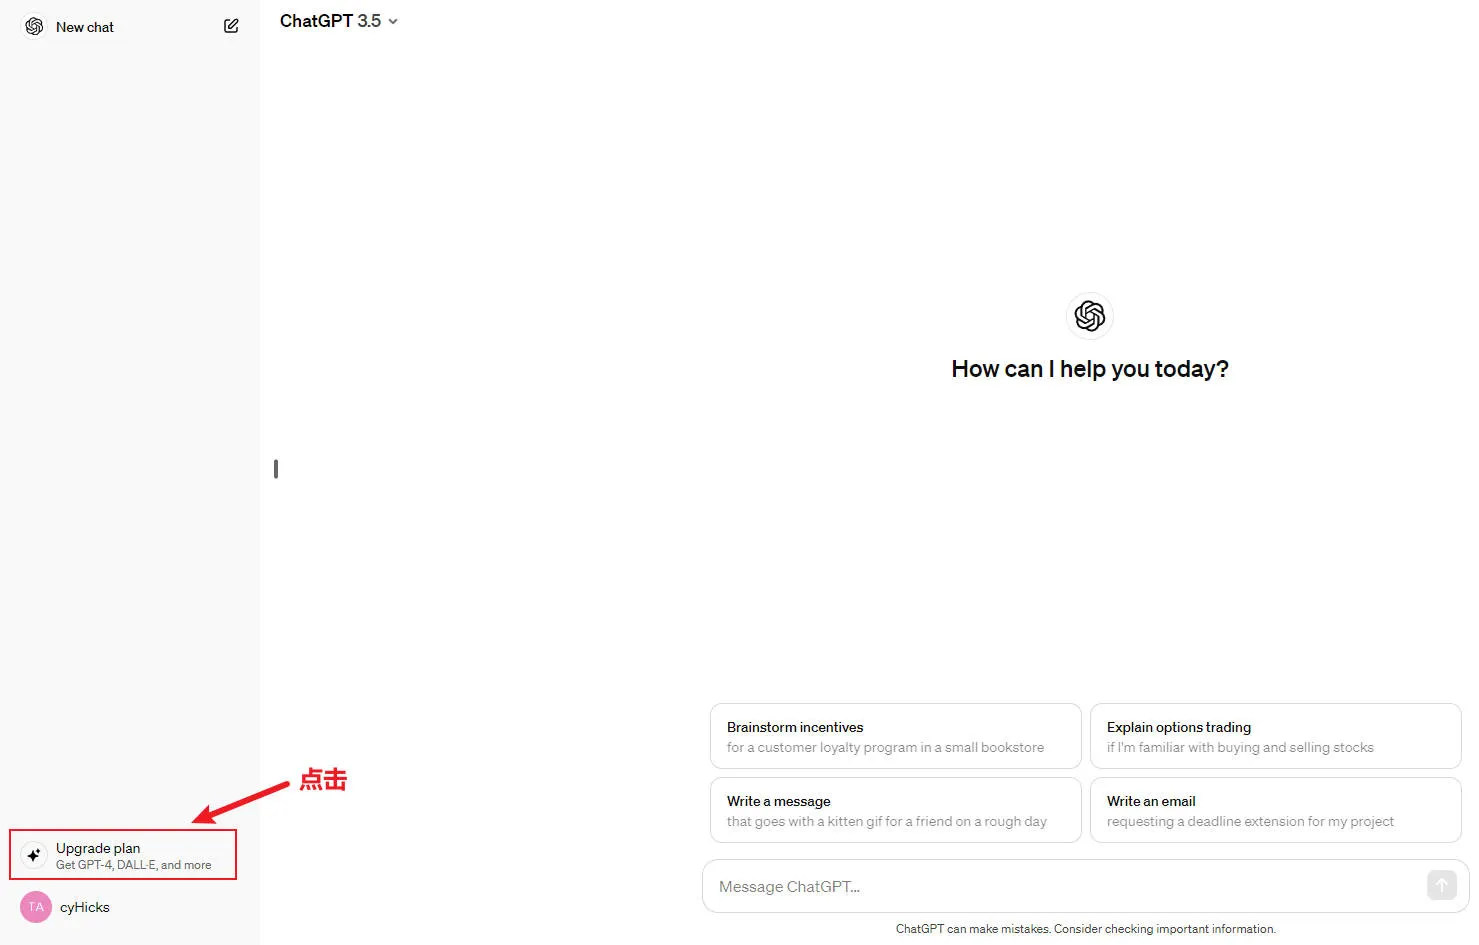 New chat
ChatGPT 3.5
How can I help you today?
Brainstorm incentives
for a customer loyalty program in a small bookstore
Explain options trading
if I'm familiar with buying and selling stocks
Write a message
that goes with a kitten gif for a friend on a rough day
Write an email
requesting a deadline extension for my project
点击
Upgrade plan
Get GPT-4, DALL·E, and more
TA
cyHicks
Message ChatGPT...
ChatGPT can make mistakes. Consider checking important information.